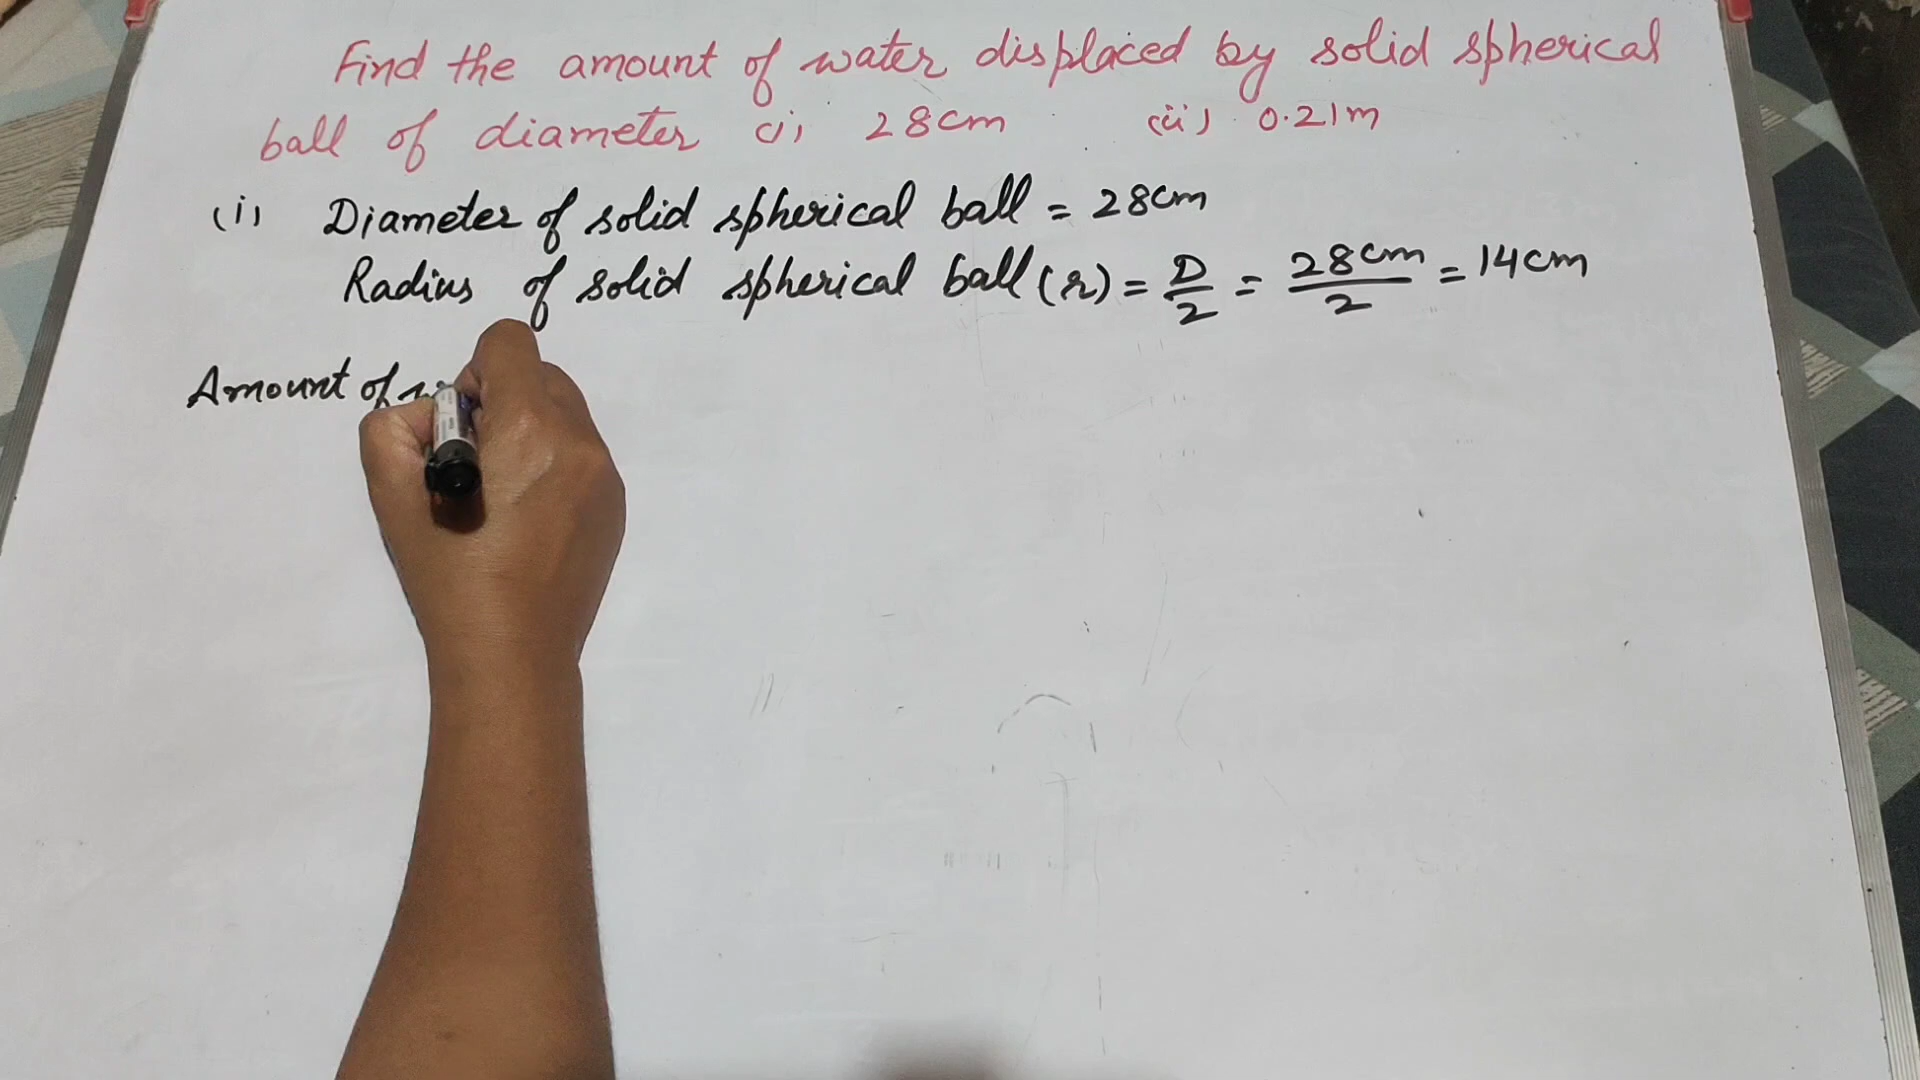 Find the amount of water displaced by solid spherical
ball of diameter (i) 28cm (ii) 0.21m
(i) Diameter of solid spherical ball = 28cm
Radius of solid spherical ball (r) = D/2 = 28cm/2 = 14cm
Amount of